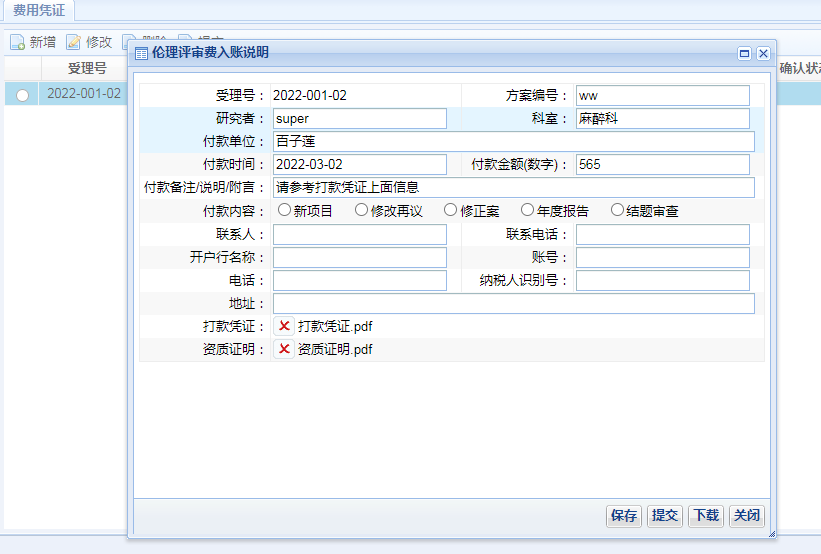 费用凭证
新增 修改 删除 提交
受理号 确认状态
2022-001-02
伦理评审费入账说明
受理号： 2022-001-02 方案编号： ww
研究者： super 科室： 麻醉科
付款单位： 百子莲
付款时间： 2022-03-02 付款金额(数字)： 565
付款备注/说明/附言： 请参考打款凭证上面信息
付款内容： 新项目 修改再议 修正案 年度报告 结题审查
联系人： 联系电话：
开户行名称： 账号：
电话： 纳税人识别号：
地址：
打款凭证： 打款凭证.pdf
资质证明： 资质证明.pdf
保存 提交 下载 关闭